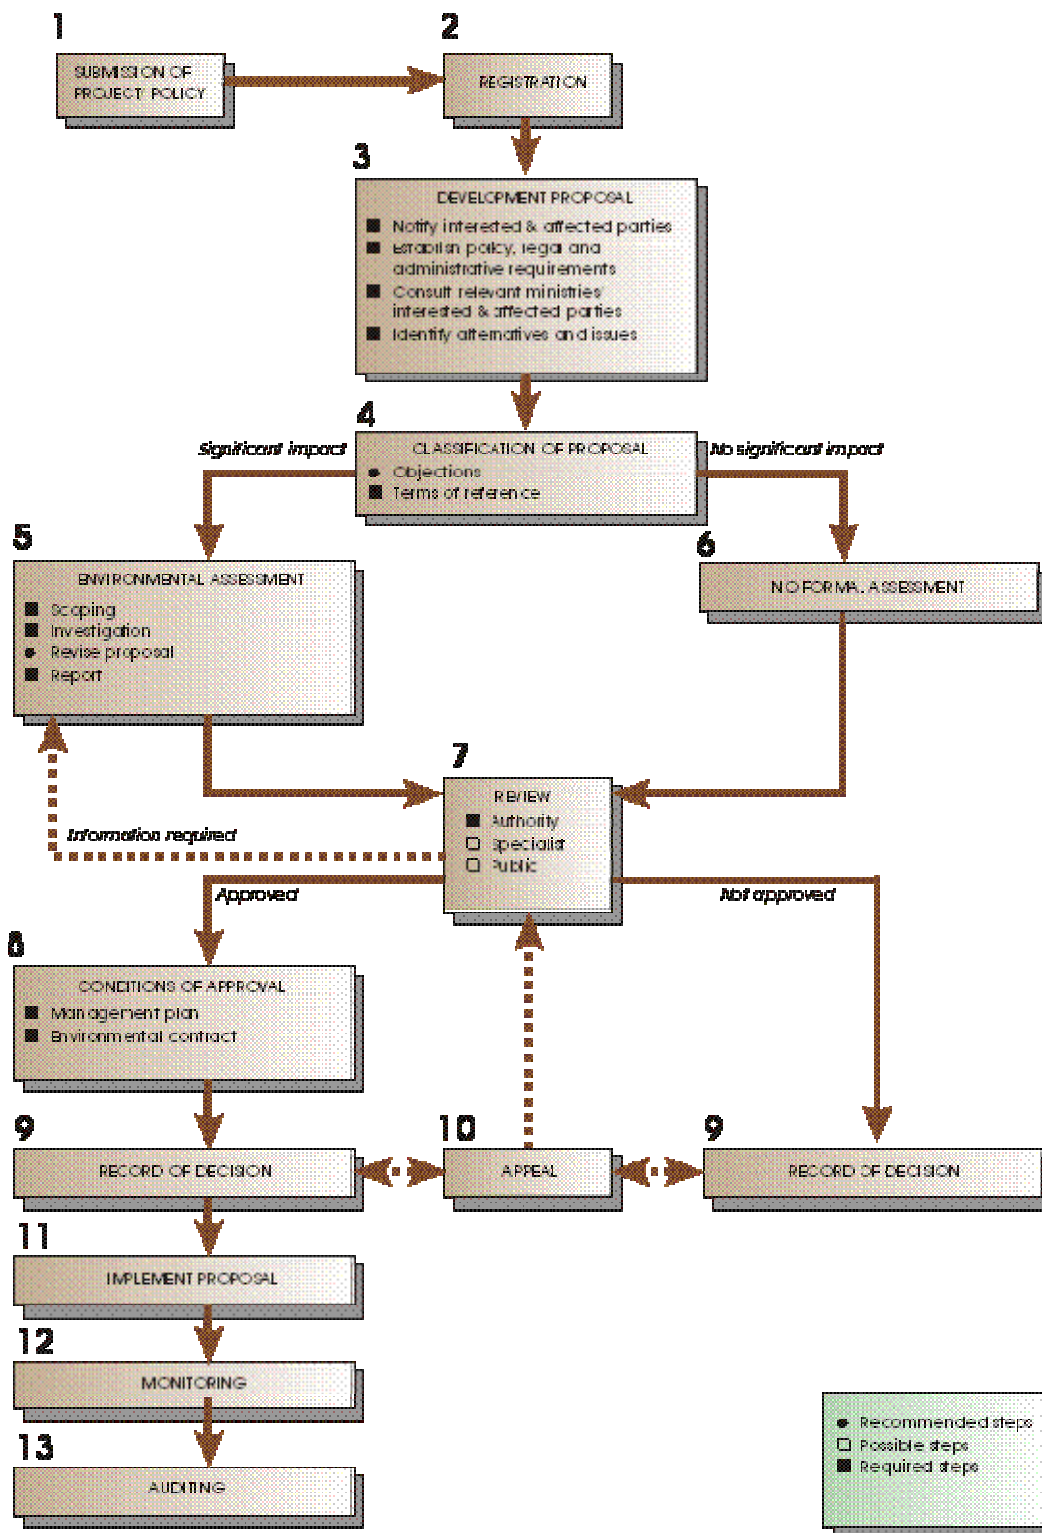 1
2
SUBMISSION OF
PROJECT/ POLICY
REGISTRATION
3
DEVELOPMENT PROPOSAL
Notify interested & affected parties
Establish policy, legal and
administrative requirements
Consult relevant ministries/
interested & affected parties
Identify alternatives and issues
4
Significant impact
CLASSIFICATION OF PROPOSAL
No significant impact
Objections
Terms of reference
5
6
ENVIRONMENTAL ASSESSMENT
Scoping
Investigation
Revise proposal
Report
NO FORMAL ASSESSMENT
7
REVIEW
Authority
Specialist
Public
Information required
Approved
Not approved
8
CONDITIONS OF APPROVAL
Management plan
Environmental contract
9
10
9
RECORD OF DECISION
APPEAL
RECORD OF DECISION
11
IMPLEMENT PROPOSAL
12
MONITORING
13
AUDITING
Recommended steps
Possible steps
Required steps